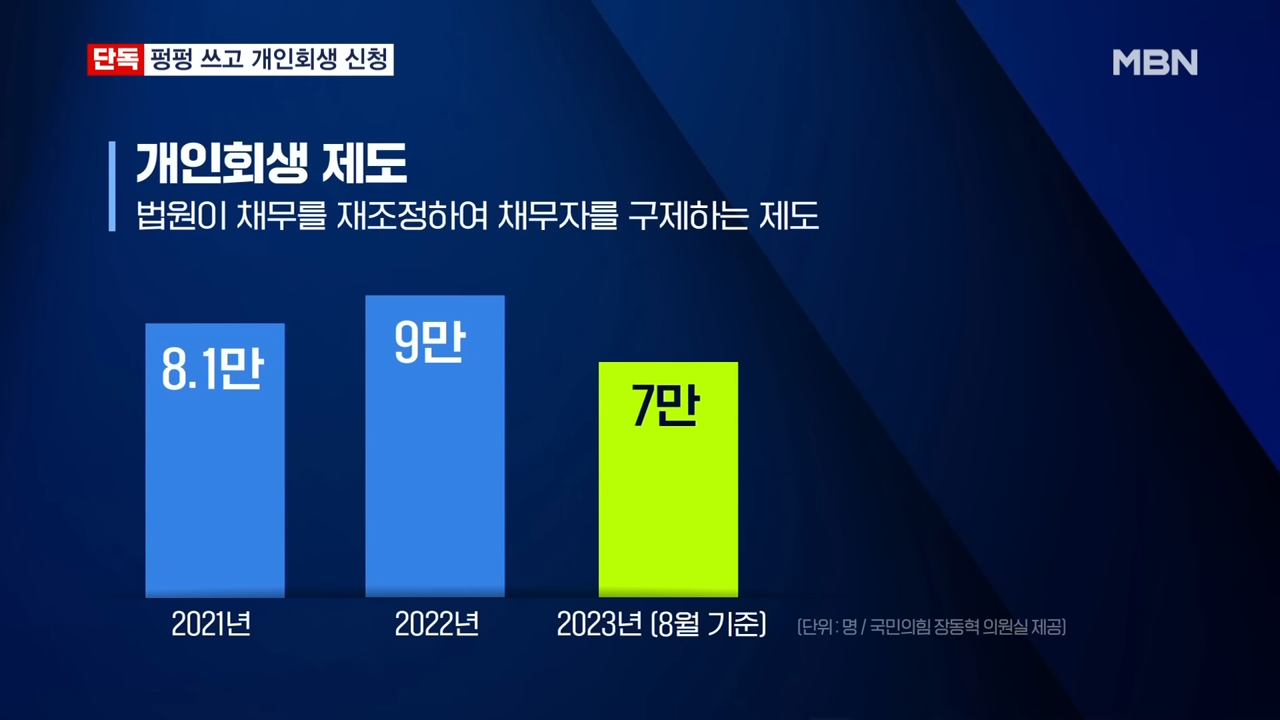 단독 펑펑 쓰고 개인회생 신청
MBN
개인회생 제도
법원이 채무를 재조정하여 채무자를 구제하는 제도
8.1만
9만
7만
2021년
2022년
2023년 (8월 기준)
(단위 : 명 / 국민의힘 장동혁 의원실 제공)